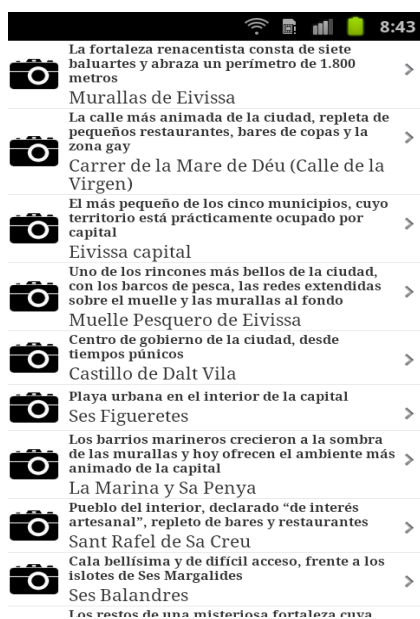 8:43
La fortaleza renacentista consta de siete
baluartes y abraza un perímetro de 1.800
metros
Murallas de Eivissa
La calle más animada de la ciudad, repleta de
pequeños restaurantes, bares de copas y la
zona gay
Carrer de la Mare de Déu (Calle de la
Virgen)
El más pequeño de los cinco municipios, cuyo
territorio está prácticamente ocupado por
capital
Eivissa capital
Uno de los rincones más bellos de la ciudad,
con los barcos de pesca, las redes extendidas
sobre el muelle y las murallas al fondo
Muelle Pesquero de Eivissa
Centro de gobierno de la ciudad, desde
tiempos púnicos
Castillo de Dalt Vila
Playa urbana en el interior de la capital
Ses Figueretes
Los barrios marineros crecieron a la sombra
de las murallas y hoy ofrecen el ambiente más
animado de la capital
La Marina y Sa Penya
Pueblo del interior, declarado “de interés
artesanal”, repleto de bares y restaurantes
Sant Rafel de Sa Creu
Cala bellísima y de difícil acceso, frente a los
islotes de Ses Margalides
Ses Balandres
Los restos de una misteriosa fortaleza cuya